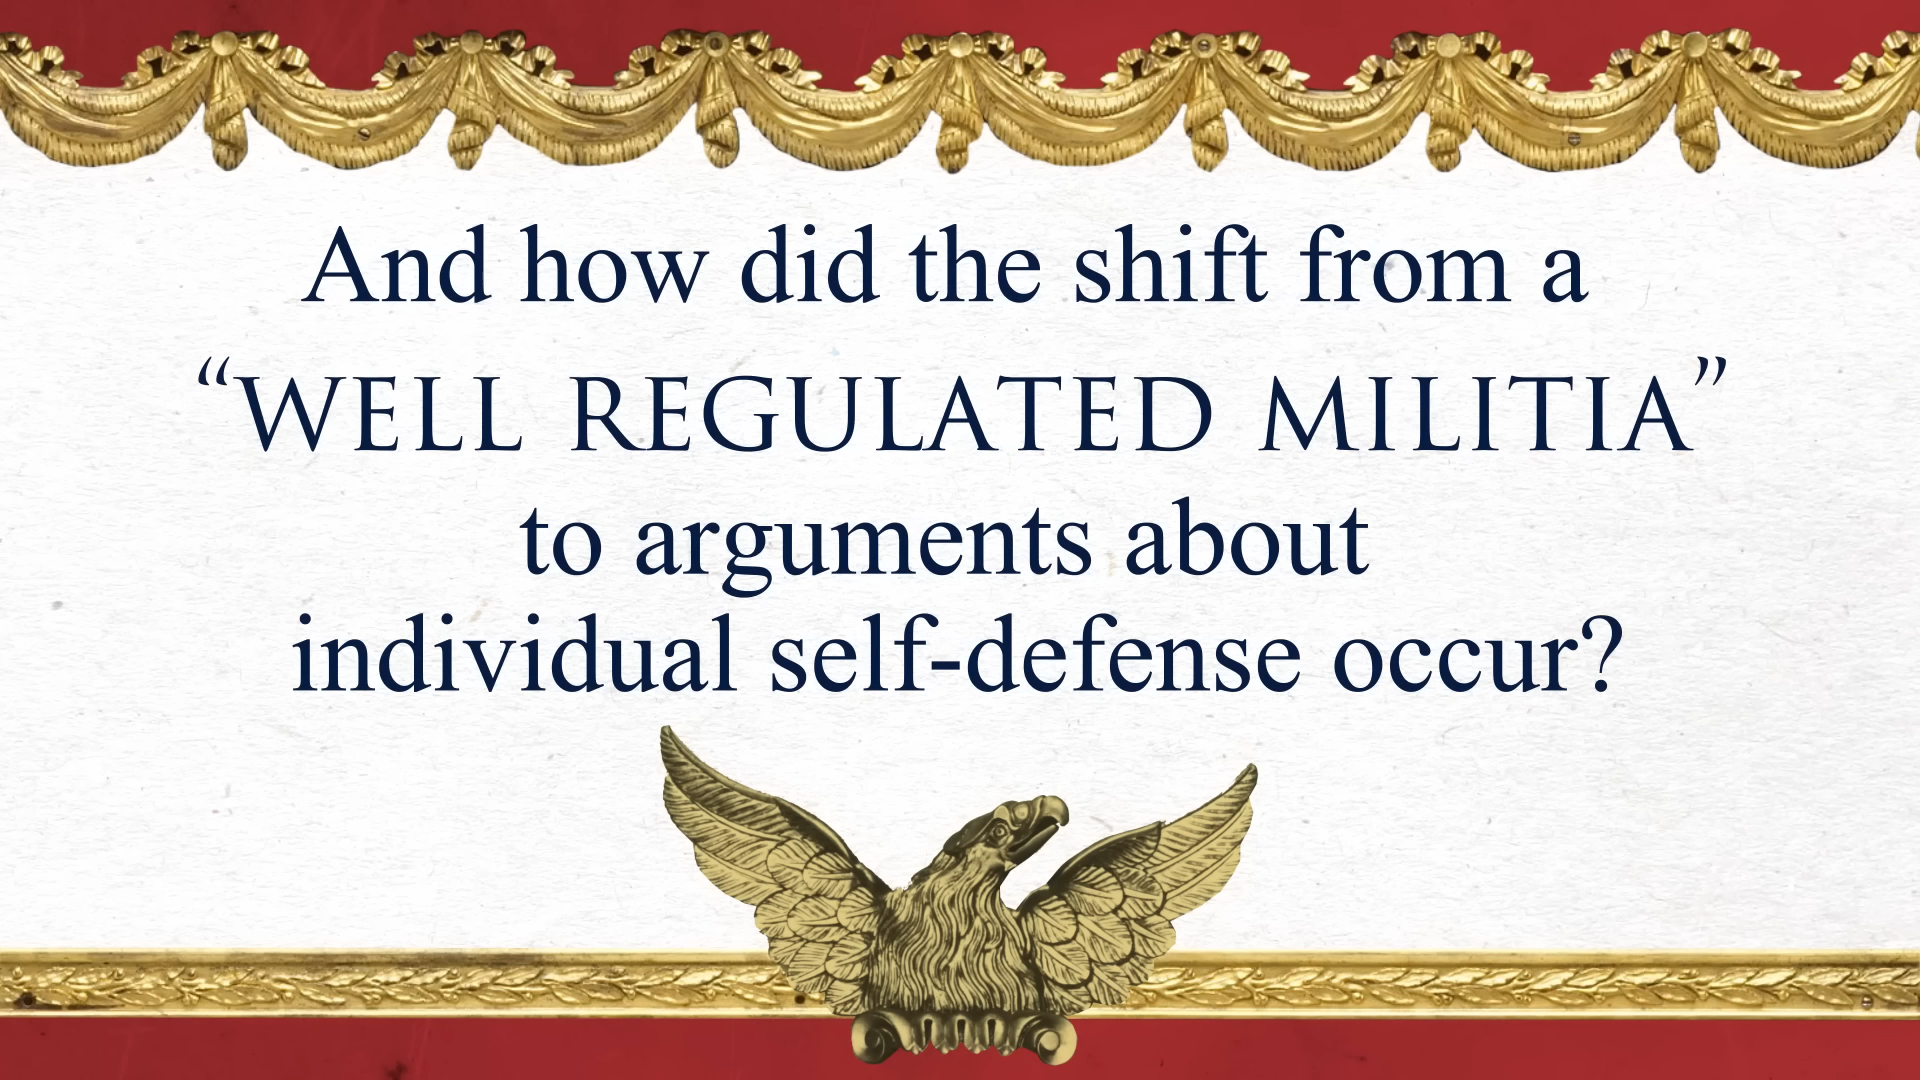 And how did the shift from a
“WELL REGULATED MILITIA”
to arguments about
individual self-defense occur?